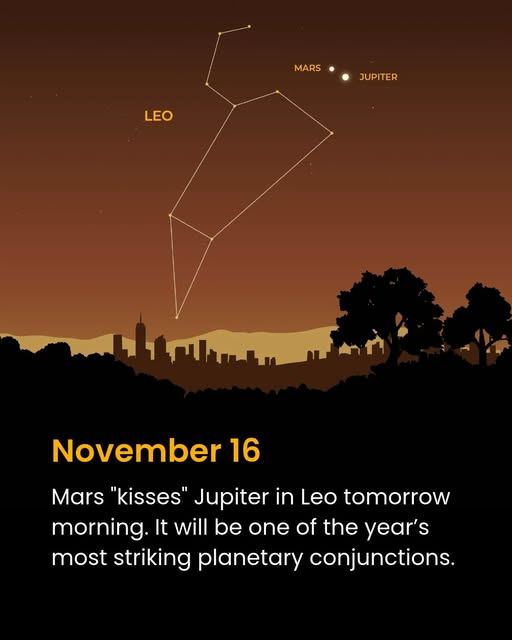 MARS
JUPITER
LEO
November 16
Mars "kisses" Jupiter in Leo tomorrow
morning. It will be one of the year’s
most striking planetary conjunctions.